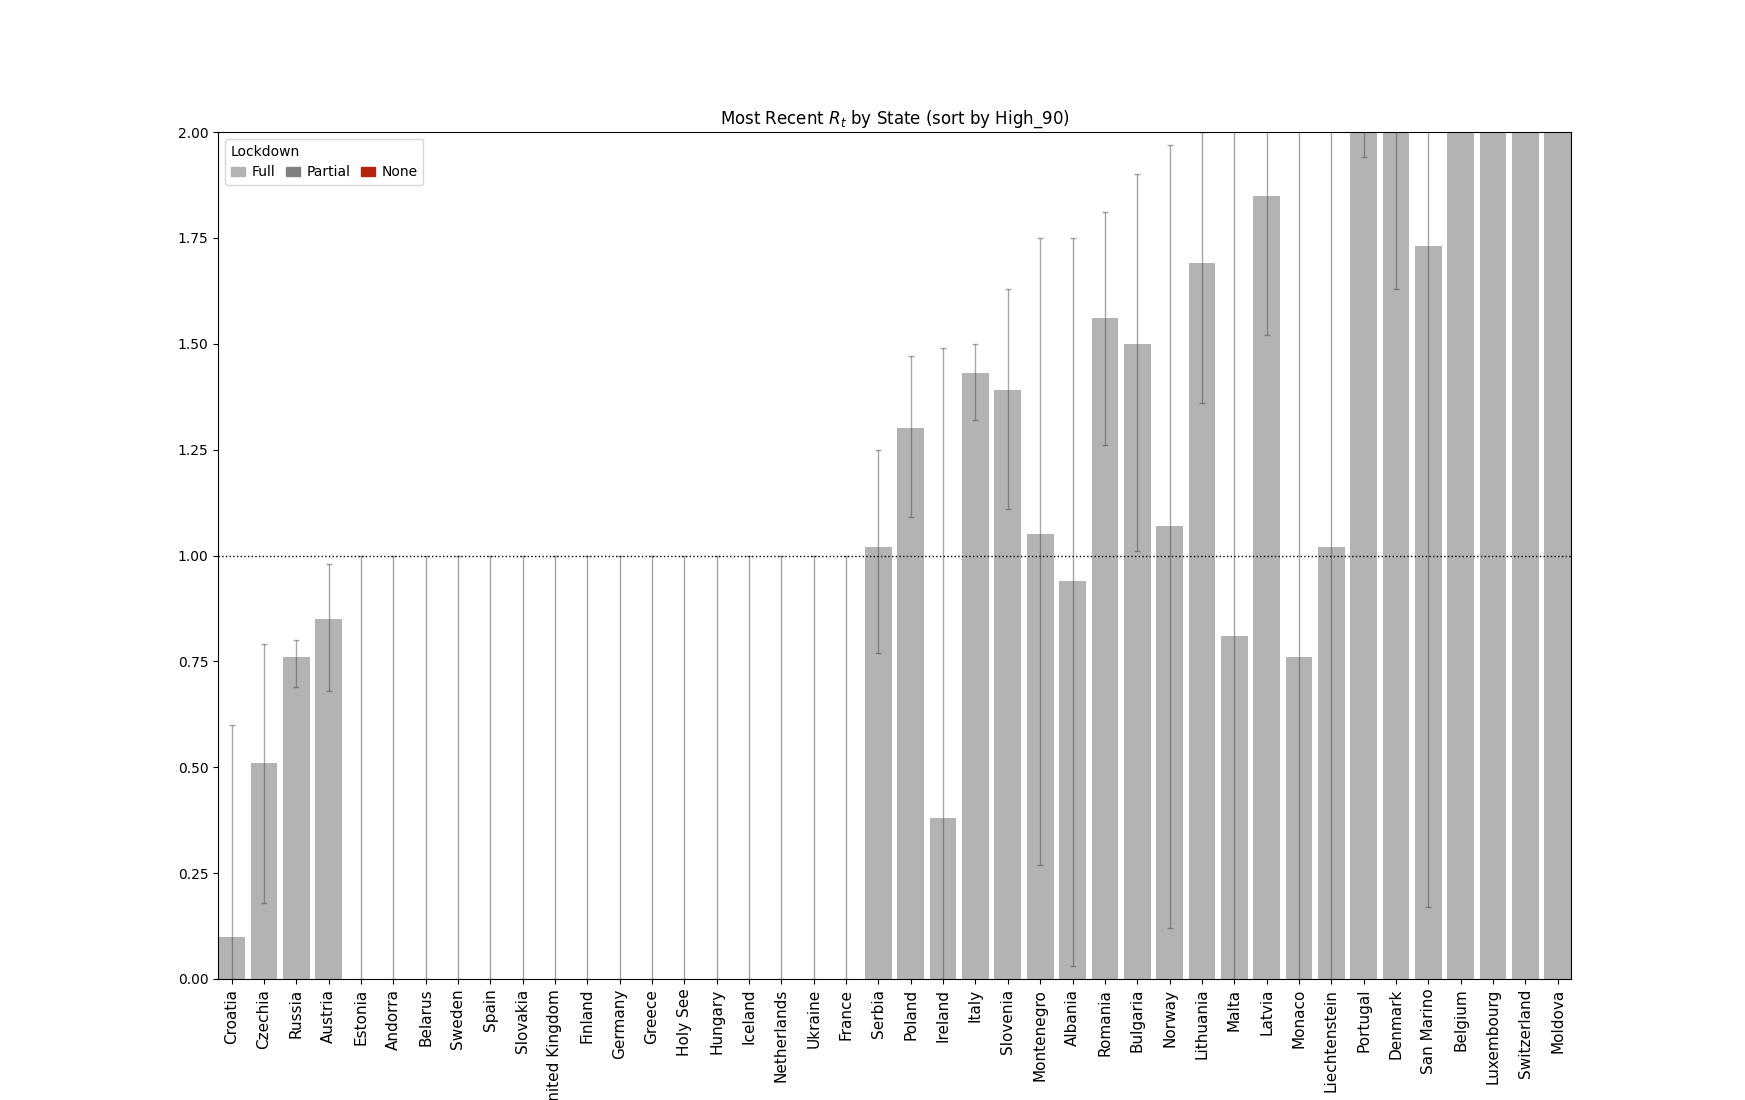 Most Recent R_t by State (sort by High_90)
Lockdown
Full Partial None
2.00
1.75
1.50
1.25
1.00
0.75
0.50
0.25
0.00
Croatia
Czechia
Russia
Austria
Estonia
Andorra
Belarus
Sweden
Spain
Slovakia
nited Kingdom
Finland
Germany
Greece
Holy See
Hungary
Iceland
Netherlands
Ukraine
France
Serbia
Poland
Ireland
Italy
Slovenia
Montenegro
Albania
Romania
Bulgaria
Norway
Lithuania
Malta
Latvia
Monaco
Liechtenstein
Portugal
Denmark
San Marino
Belgium
Luxembourg
Switzerland
Moldova